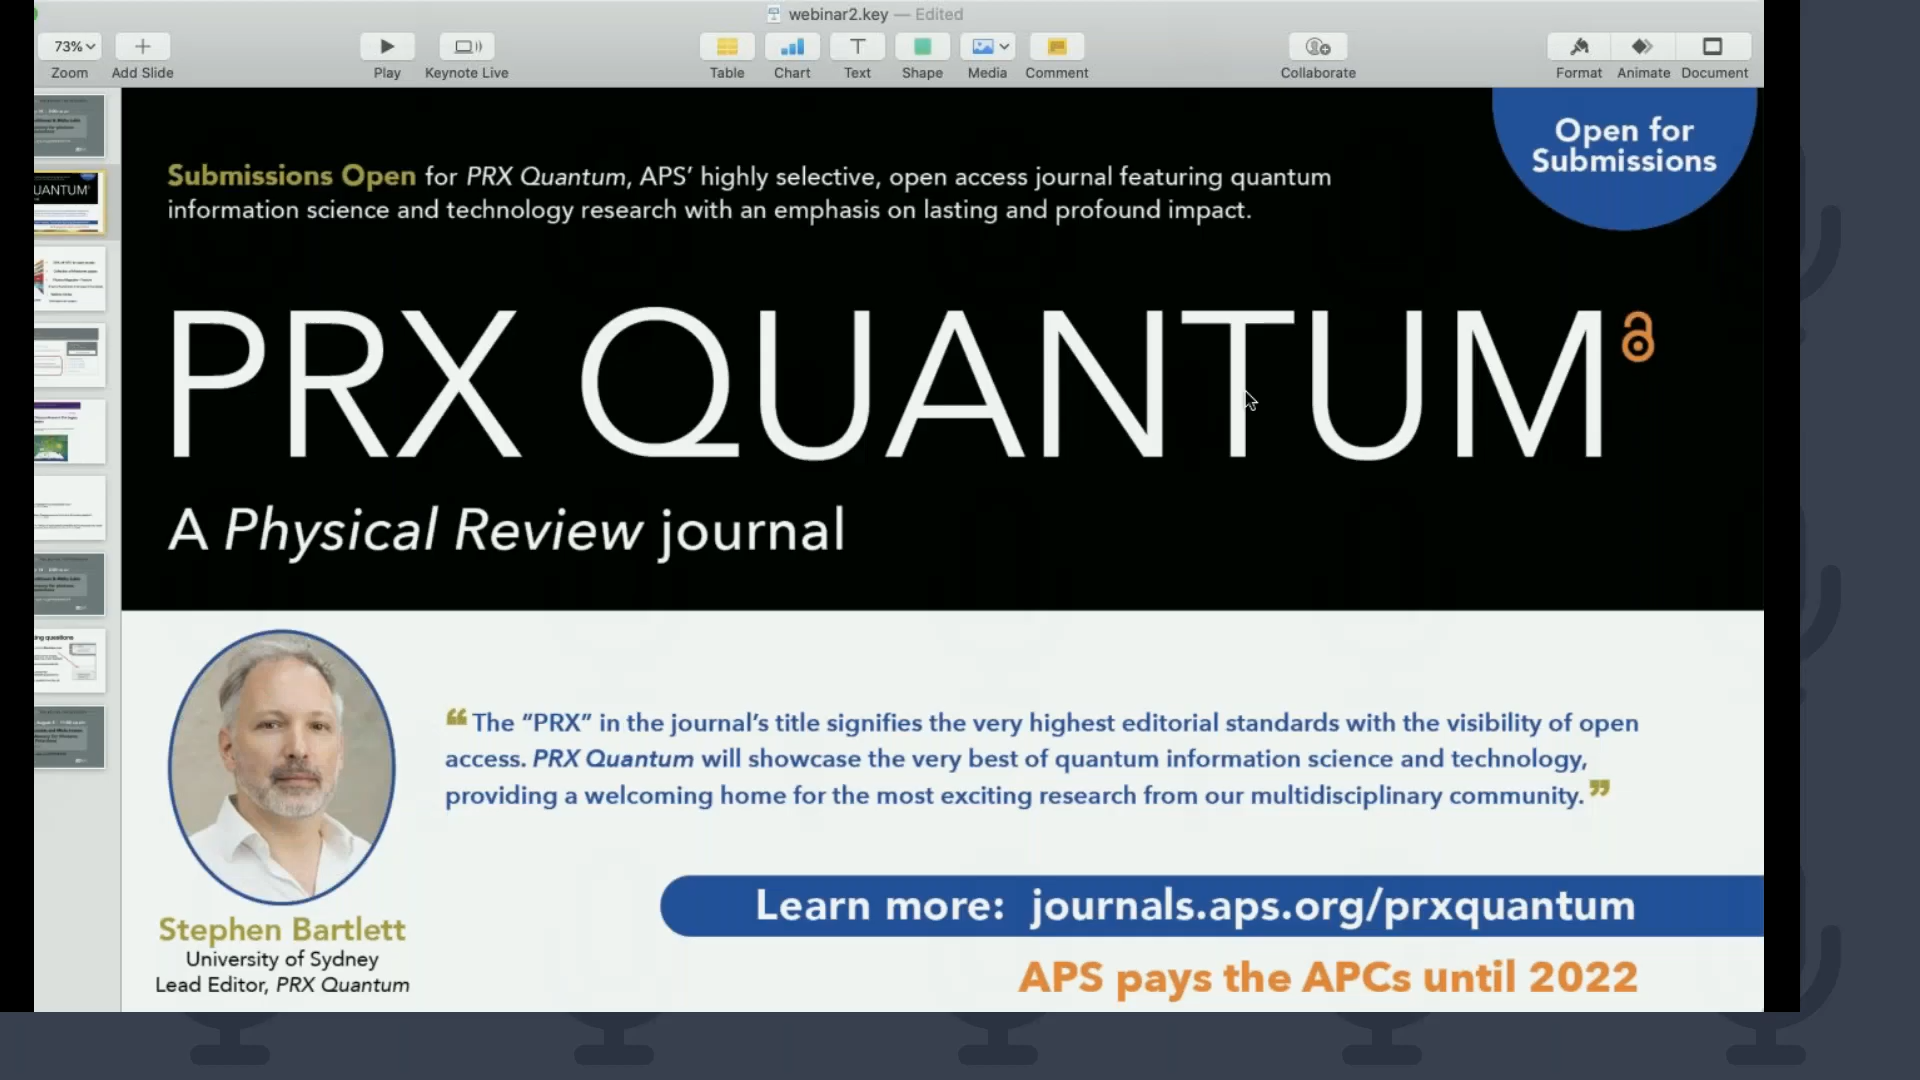 webinar2.key — Edited
73%
Zoom
Add Slide
Play
Keynote Live
Table
Chart
Text
Shape
Media
Comment
Collaborate
Format
Animate
Document
Open for
Submissions
Submissions Open for PRX Quantum, APS’ highly selective, open access journal featuring quantum
information science and technology research with an emphasis on lasting and profound impact.
PRX QUANTUM
A Physical Review journal
“ The “PRX” in the journal’s title signifies the very highest editorial standards with the visibility of open
access. PRX Quantum will showcase the very best of quantum information science and technology,
providing a welcoming home for the most exciting research from our multidisciplinary community. ”
Stephen Bartlett
University of Sydney
Lead Editor, PRX Quantum
Learn more: journals.aps.org/prxquantum
APS pays the APCs until 2022